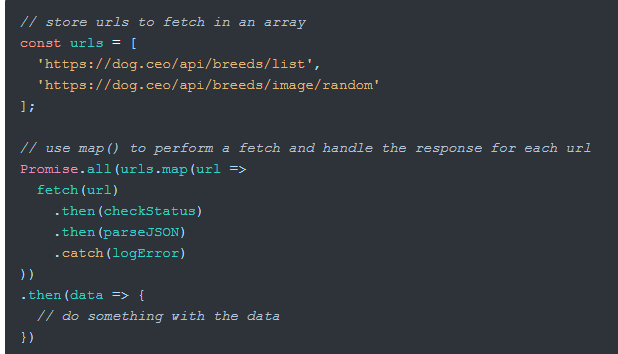 // store urls to fetch in an array
const urls = [
  'https://dog.ceo/api/breeds/list',
  'https://dog.ceo/api/breeds/image/random'
];

// use map() to perform a fetch and handle the response for each url
Promise.all(urls.map(url =>
  fetch(url)
    .then(checkStatus)
    .then(parseJSON)
    .catch(logError)
))
.then(data => {
  // do something with the data
})